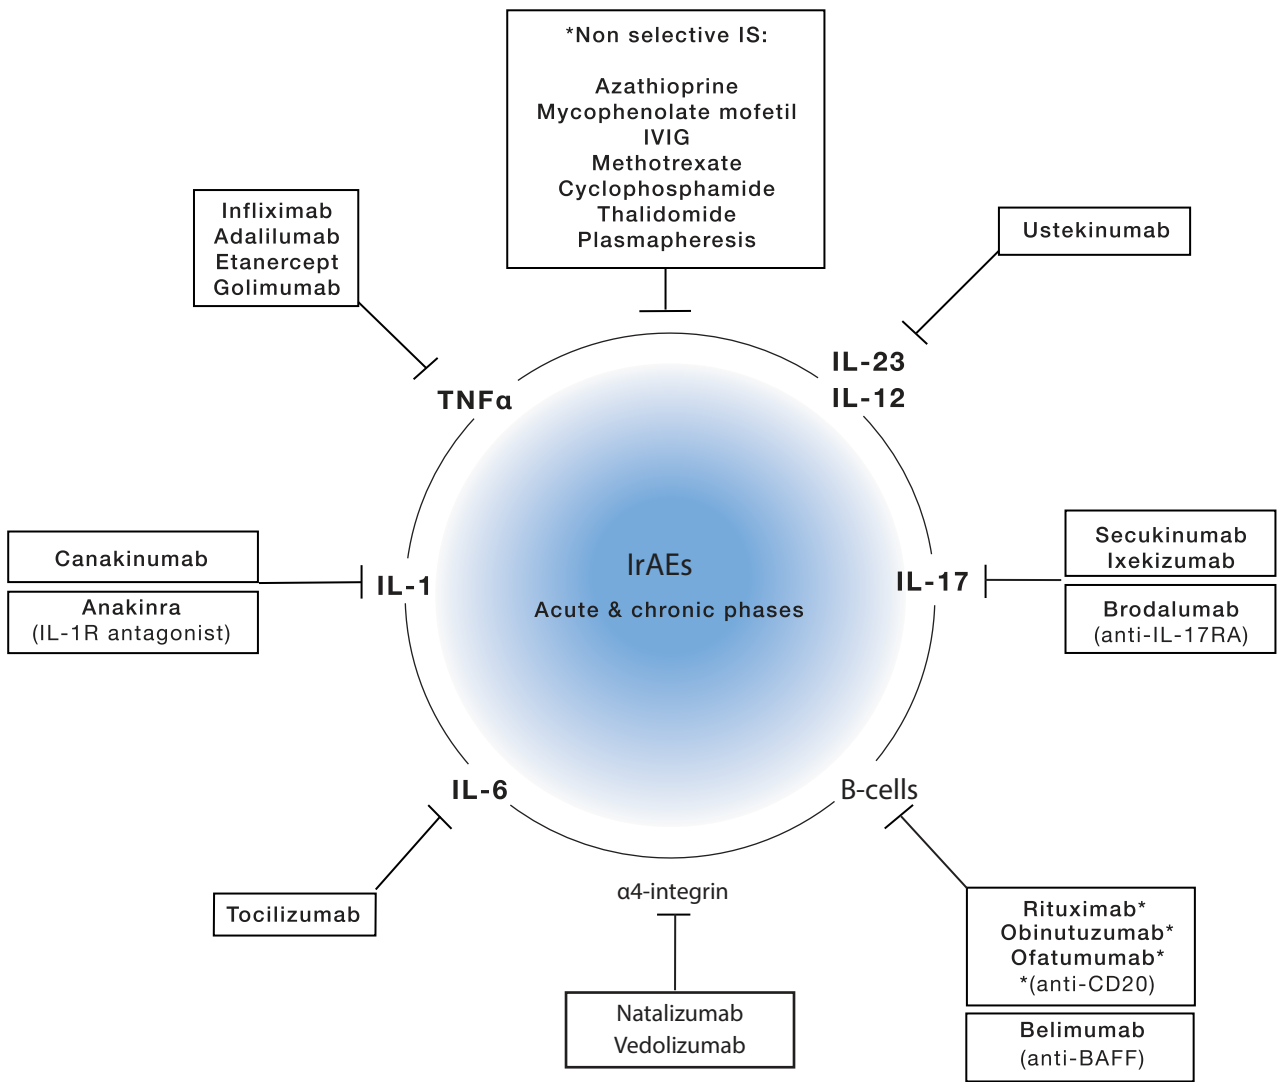 *Non selective IS:
Azathioprine
Mycophenolate mofetil
IVIG
Methotrexate
Cyclophosphamide
Thalidomide
Plasmapheresis
Infliximab
Adalilumab
Etanercept
Golimumab
Ustekinumab
IL-23
IL-12
TNFα
Canakinumab
Anakinra
(IL-1R antagonist)
IL-1
IrAEs
Acute & chronic phases
IL-17
Secukinumab
Ixekizumab
Brodalumab
(anti-IL-17RA)
IL-6
B-cells
Tocilizumab
α4-integrin
Natalizumab
Vedolizumab
Rituximab*
Obinutuzumab*
Ofatumumab*
*(anti-CD20)
Belimumab
(anti-BAFF)